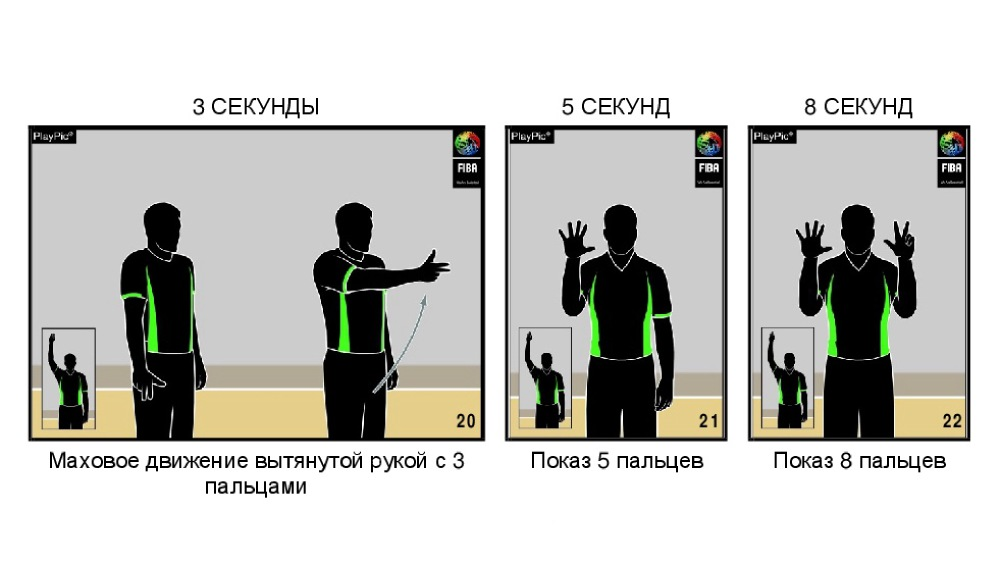 3 СЕКУНДЫ
5 СЕКУНД
8 СЕКУНД
PlayPic®
FIBA
20
PlayPic®
FIBA
21
PlayPic®
FIBA
22
Маховое движение вытянутой рукой с 3
пальцами
Показ 5 пальцев
Показ 8 пальцев